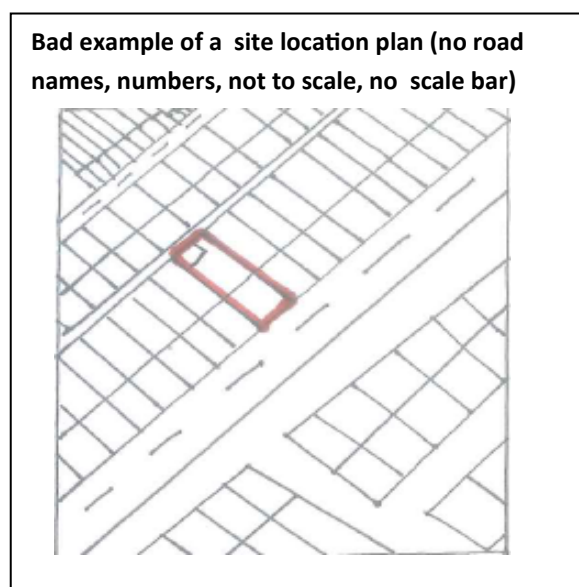 Bad example of a site location plan (no road
names, numbers, not to scale, no scale bar)